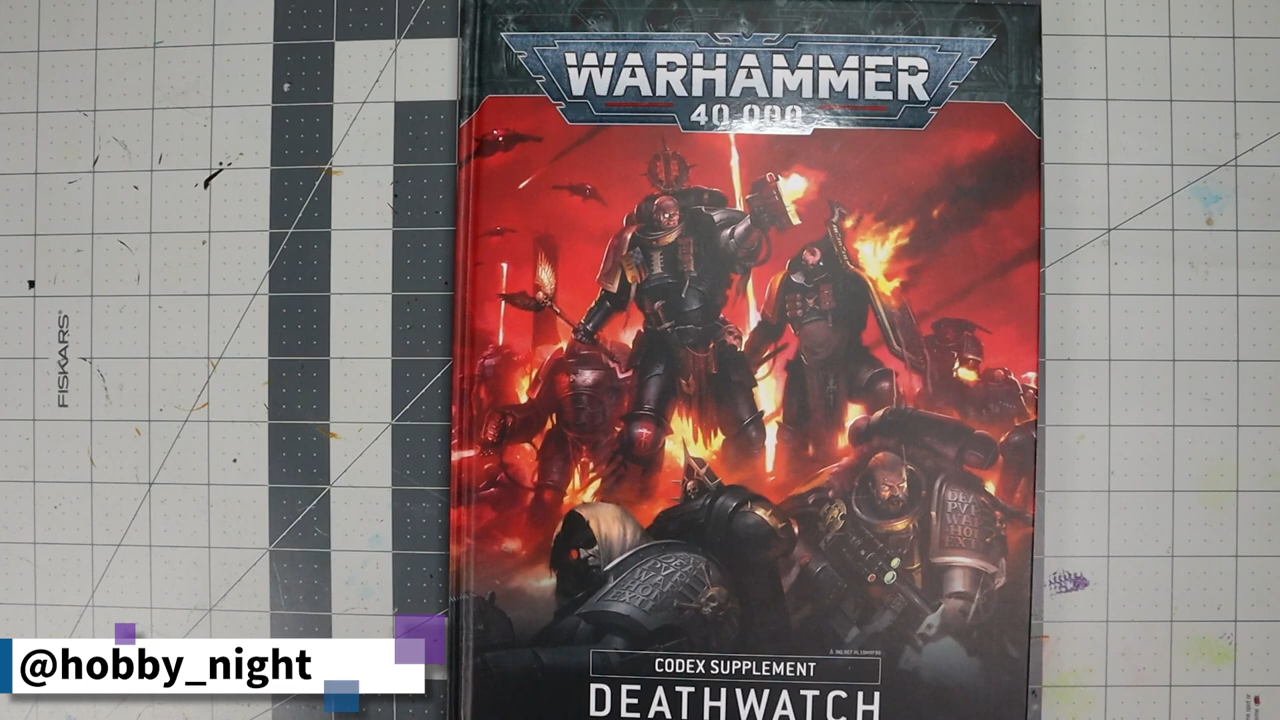 WARHAMMER
40,000
FISKARS®
CODEX SUPPLEMENT
DEATHWATCH
@hobby_night